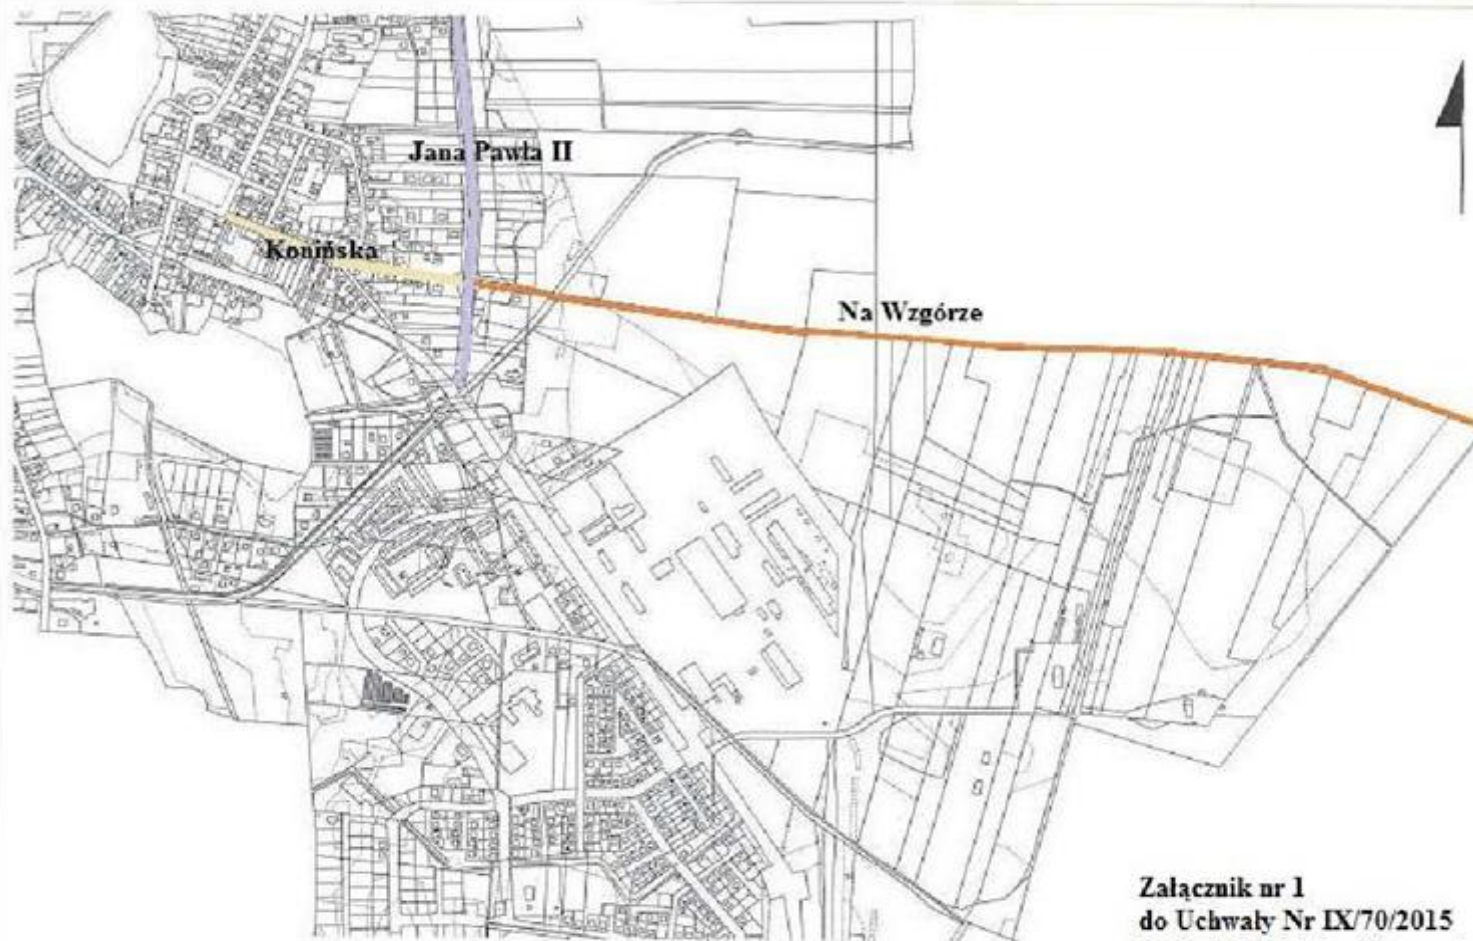 Jana Pawła II
Konińska
Na Wzgórze
Załącznik nr 1
do Uchwały Nr IX/70/2015